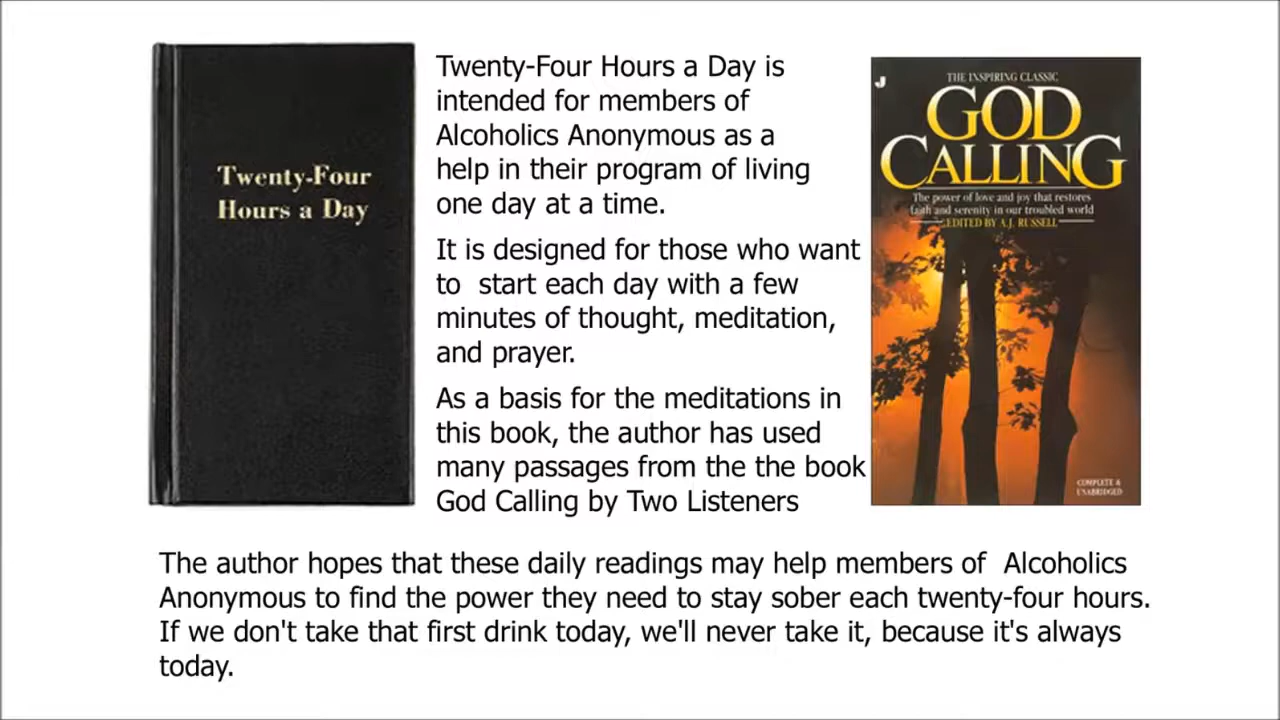 Twenty-Four
Hours a Day
Twenty-Four Hours a Day is
intended for members of
Alcoholics Anonymous as a
help in their program of living
one day at a time.
It is designed for those who want
to  start each day with a few
minutes of thought, meditation,
and prayer.
As a basis for the meditations in
this book, the author has used
many passages from the the book
God Calling by Two Listeners
J
THE INSPIRING CLASSIC
GOD
CALLING
The power of love and joy that restores
faith and serenity in our troubled world
EDITED BY A.J. RUSSELL
COMPLETE &
UNABRIDGED
The author hopes that these daily readings may help members of  Alcoholics
Anonymous to find the power they need to stay sober each twenty-four hours.
If we don't take that first drink today, we'll never take it, because it's always
today.